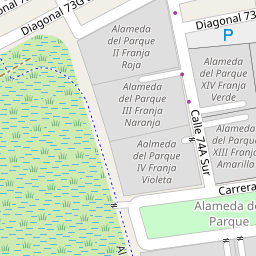 Diagonal 73G
Diagonal 73
P
Alameda
del Parque
II Franja
Roja
Alameda
del Parque
XIV Franja
Verde
Alameda
del Parque
III Franja
Naranja
Calle 74A Sur
Aalmeda
del Parque
IV Franja
Violeta
Alameda
del Parque
XIII Franja
Amarilla
Carrera
Alameda del
Parque
Al